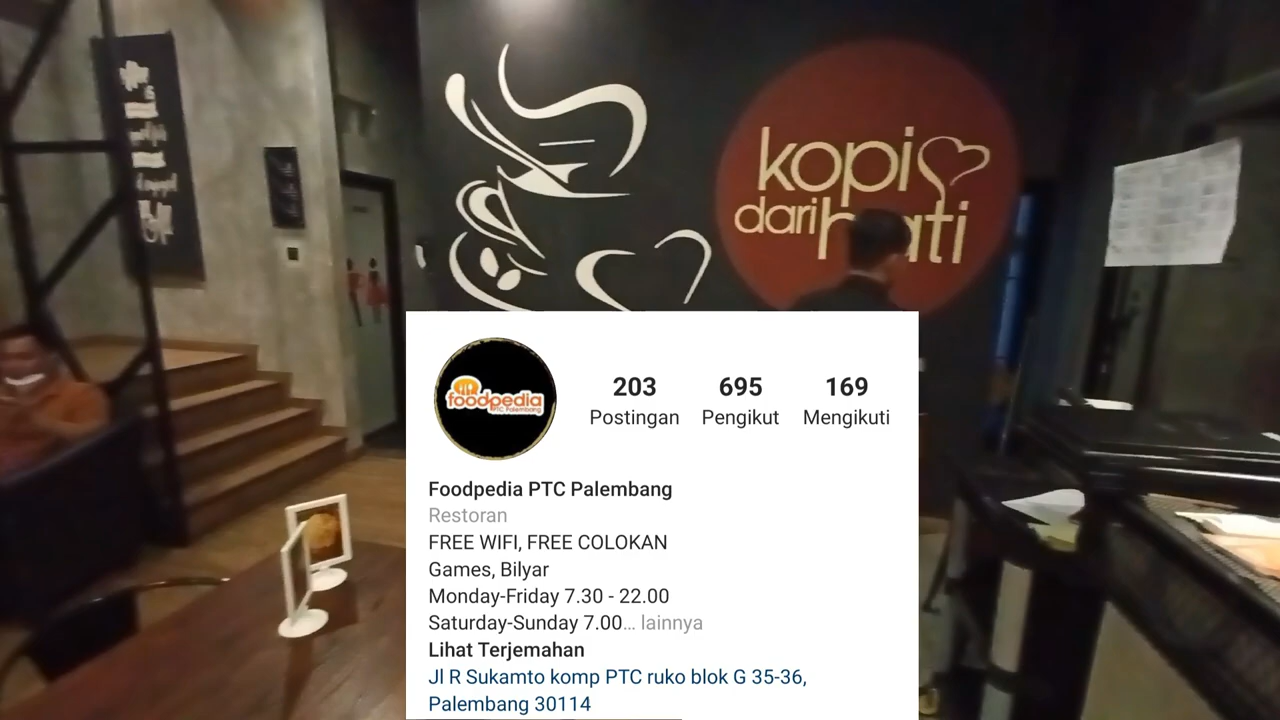 kopi
dari hati
foodpedia
PTC Palembang
203 695 169
Postingan Pengikut Mengikuti
Foodpedia PTC Palembang
Restoran
FREE WIFI, FREE COLOKAN
Games, Bilyar
Monday-Friday 7.30 - 22.00
Saturday-Sunday 7.00... lainnya
Lihat Terjemahan
Jl R Sukamto komp PTC ruko blok G 35-36,
Palembang 30114